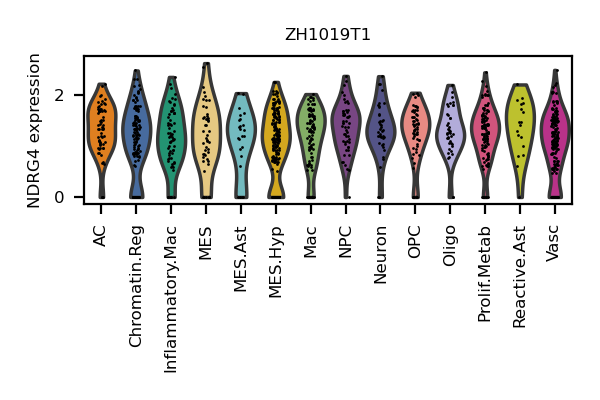 ZH1019T1
NDRG4 expression
2
0
AC
Chromatin.Reg
Inflammatory.Mac
MES
MES.Ast
MES.Hyp
Mac
NPC
Neuron
OPC
Oligo
Prolif.Metab
Reactive.Ast
Vasc